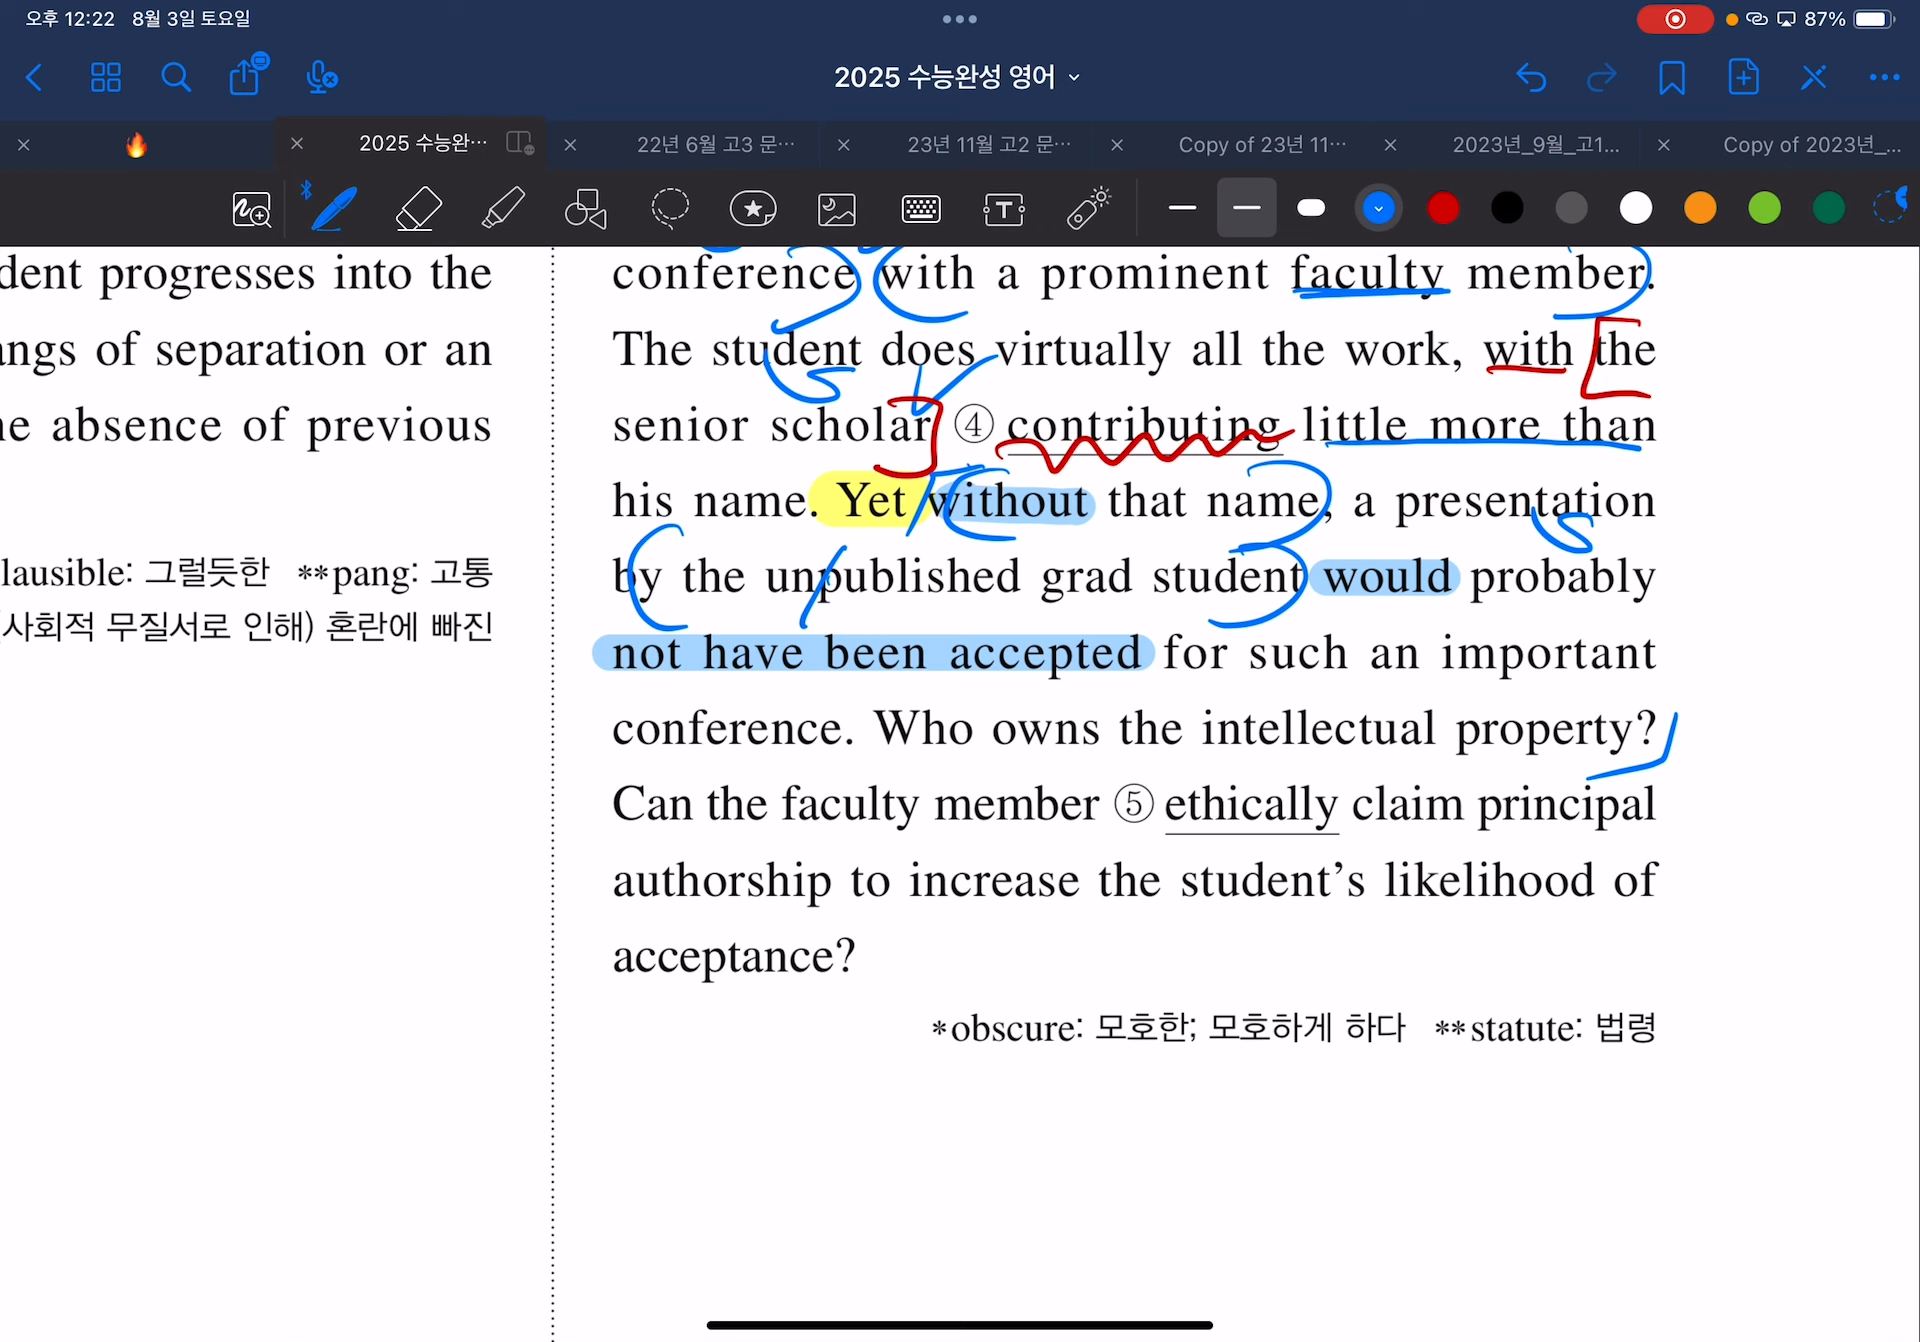 오후 12:22 8월 3일 토요일
87%
2025 수능완성 영어
2025 수능완···
22년 6월 고3 문···
23년 11월 고2 문···
Copy of 23년 11···
2023년_9월_고1...
Copy of 2023년_...
dent progresses into the
angs of separation or an
ne absence of previous
lausible: 그럴듯한 **pang: 고통
(사회적 무질서로 인해) 혼란에 빠진
conference with a prominent faculty member.
The student does virtually all the work, with the
senior scholar ④ contributing little more than
his name. Yet without that name, a presentation
by the unpublished grad student would probably
not have been accepted for such an important
conference. Who owns the intellectual property?
Can the faculty member ⑤ ethically claim principal
authorship to increase the student's likelihood of
acceptance?
*obscure: 모호한; 모호하게 하다 **statute: 법령